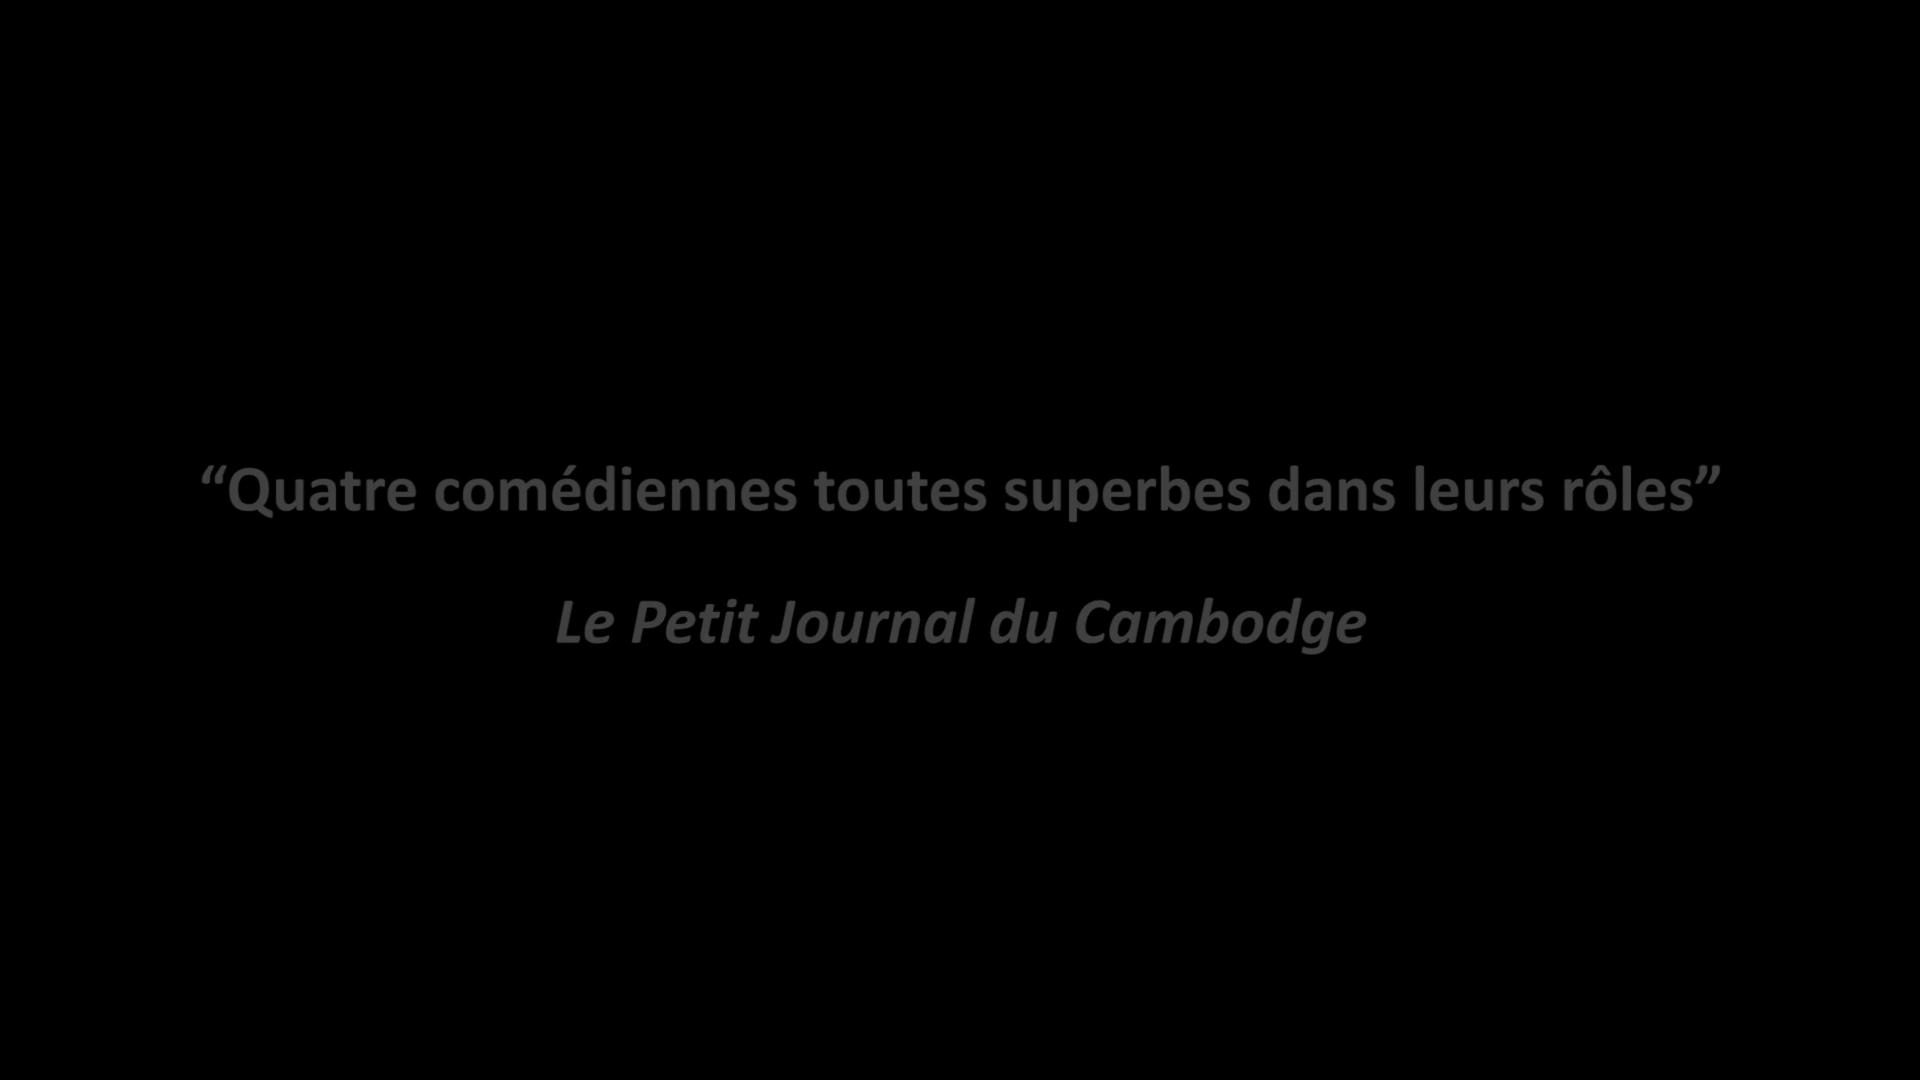 “Quatre comédiennes toutes superbes dans leurs rôles”
Le Petit Journal du Cambodge